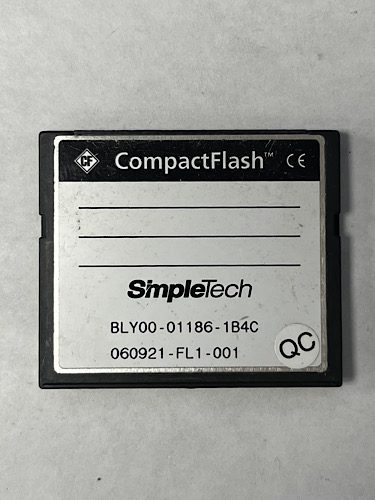 CF CompactFlash™ CE
SimpleTech
BLY00-01186-1B4C
060921-FL1-001
QC